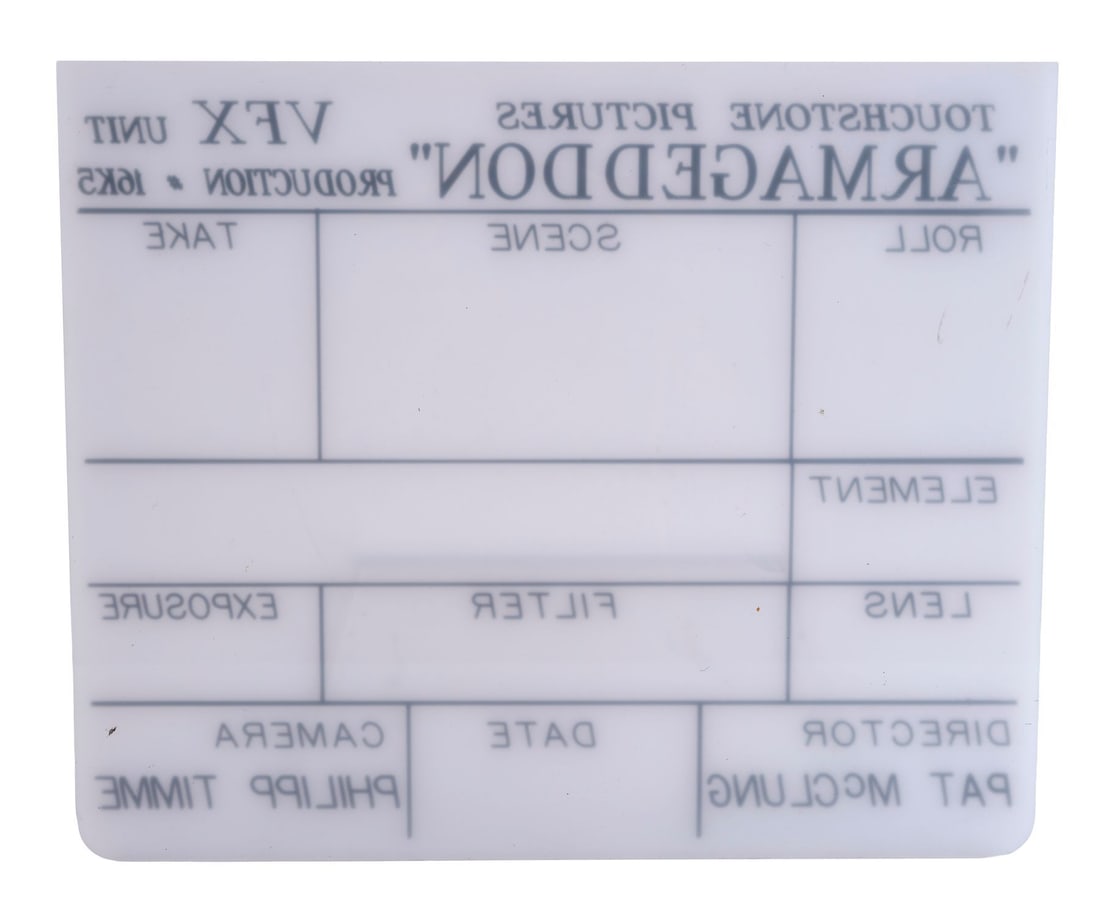 TOUCHSTONE PICTURES VFX UNIT
"ARMAGEDDON" PRODUCTION # 16K5
ROLL SCENE TAKE
ELEMENT
LENS FILTER EXPOSURE
DIRECTOR DATE CAMERA
PAT McCLUNG PHILIPP TIMME